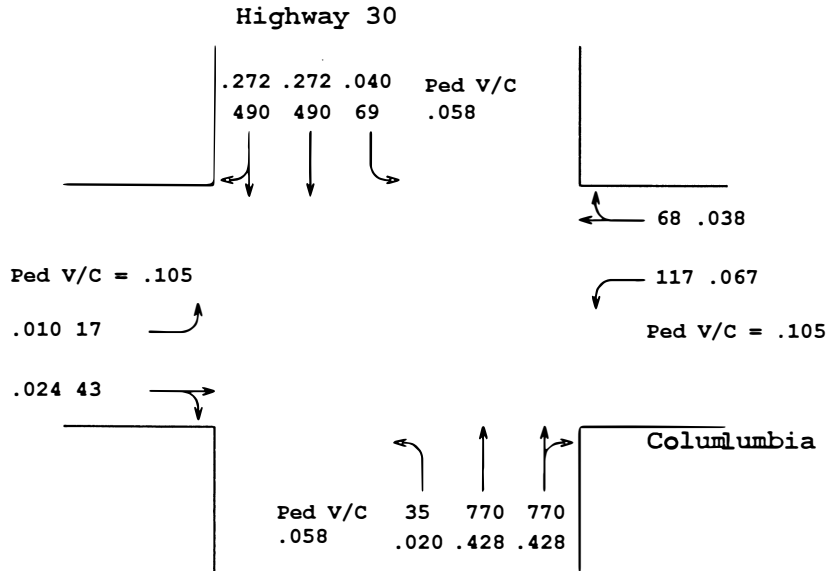 Highway 30
.272 .272 .040 Ped V/C
490 490 69 .058
68 .038
Ped V/C = .105
117 .067
.010 17
Ped V/C = .105
.024 43
Columlumbia
Ped V/C 35 770 770
.058 .020 .428 .428